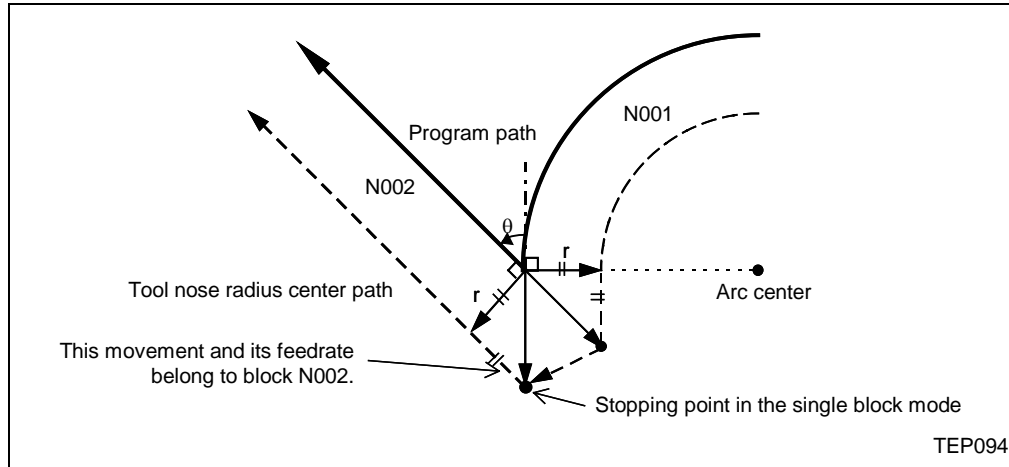 N001
Program path
N002
θ
r
Tool nose radius center path
r
Arc center
This movement and its feedrate
belong to block N002.
Stopping point in the single block mode
TEP094